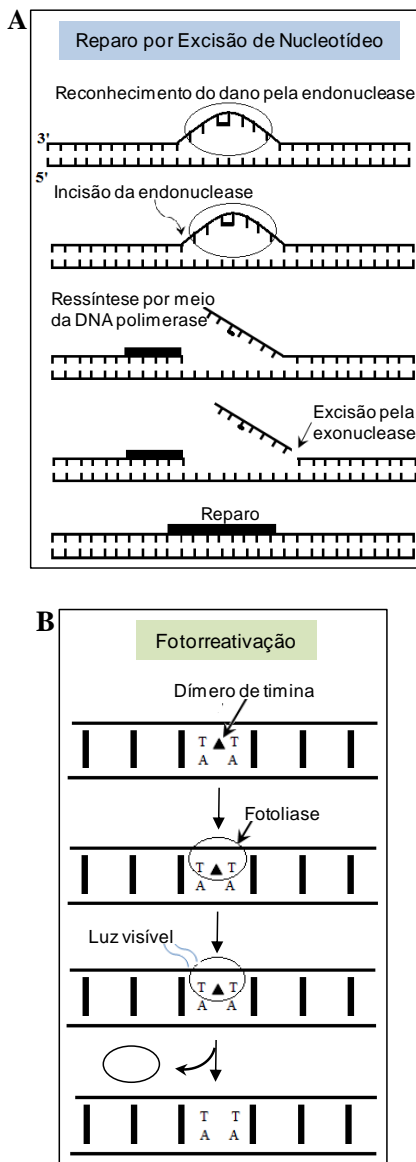 A
Reparo por Excisão de Nucleotídeo
Reconhecimento do dano pela endonuclease
3'
5'
Incisão da endonuclease
Ressíntese por meio
da DNA polimerase
Excisão pela
exonuclease
Reparo
B
Fotorreativação
Dímero de timina
T T
A A
Fotoliase
T T
A A
Luz visível
T T
A A
T T
A A